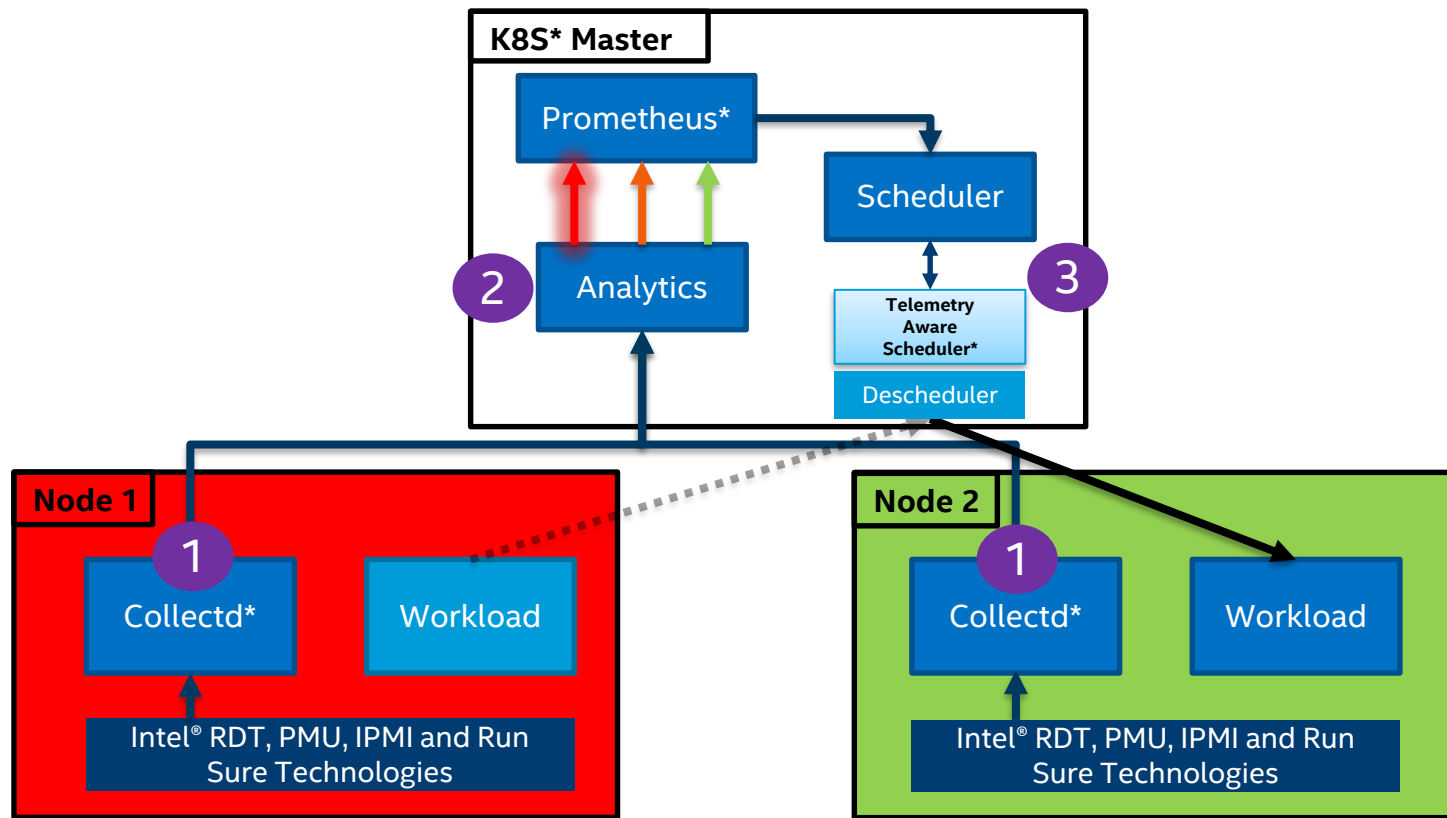 K8S* Master
Prometheus*
Scheduler
2
Analytics
3
Telemetry
Aware
Scheduler*
Descheduler
Node 1
1
Collectd*
Workload
Intel® RDT, PMU, IPMI and Run
Sure Technologies
Node 2
1
Collectd*
Workload
Intel® RDT, PMU, IPMI and Run
Sure Technologies